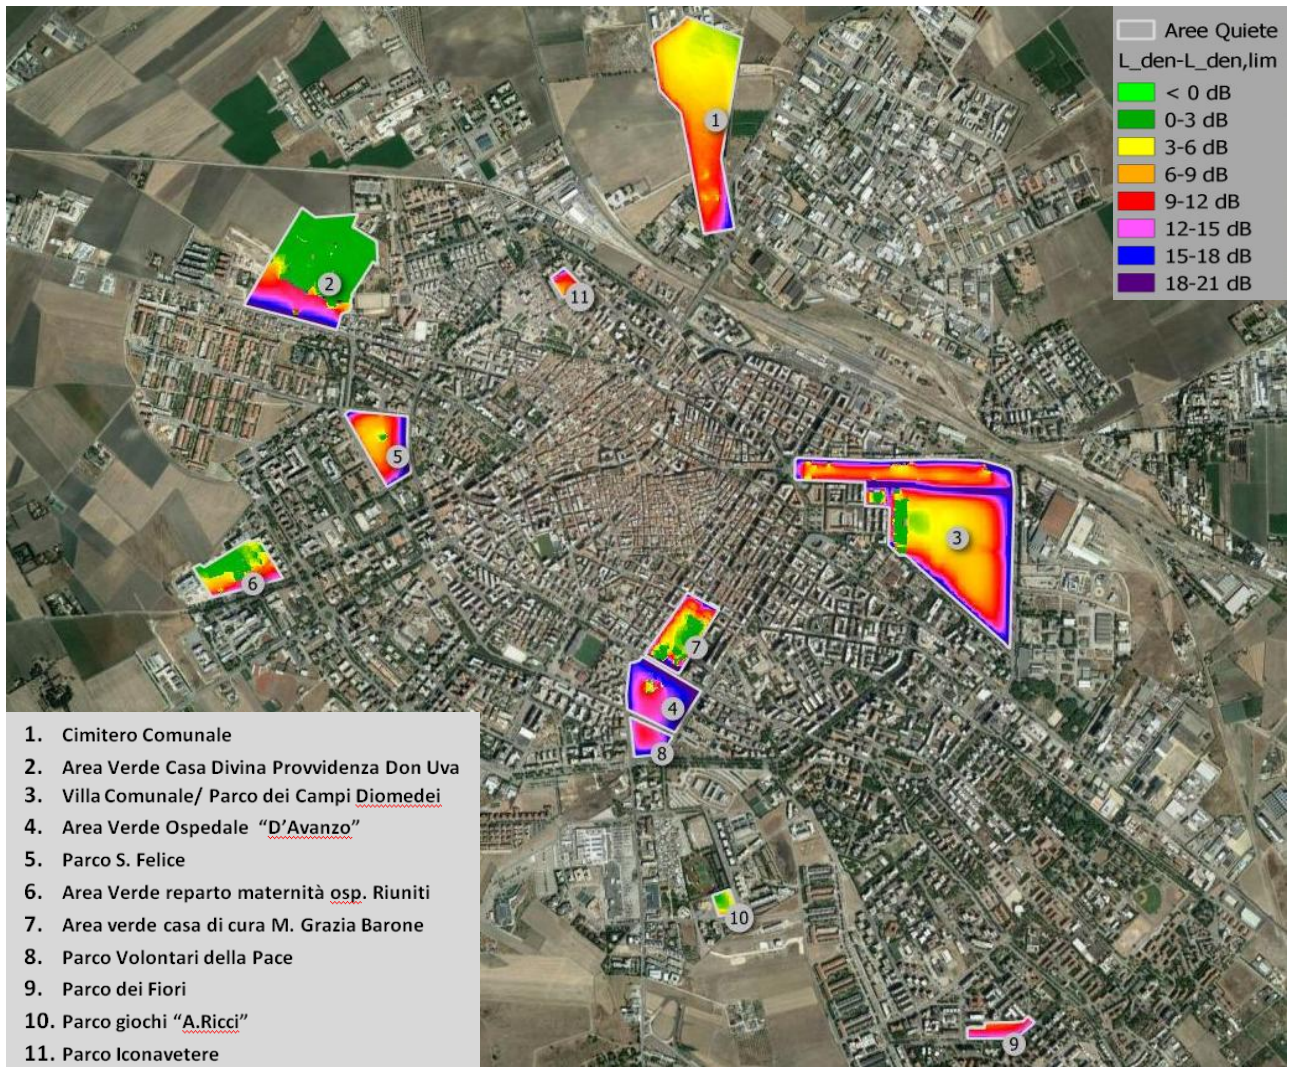 Aree Quiete
L_den-L_den,lim
< 0 dB
0-3 dB
3-6 dB
6-9 dB
9-12 dB
12-15 dB
15-18 dB
18-21 dB
1
2
11
5
3
6
7
4
8
10
9
1. Cimitero Comunale
2. Area Verde Casa Divina Provvidenza Don Uva
3. Villa Comunale/ Parco dei Campi Diomedei
4. Area Verde Ospedale “D’Avanzo”
5. Parco S. Felice
6. Area Verde reparto maternità osp. Riuniti
7. Area verde casa di cura M. Grazia Barone
8. Parco Volontari della Pace
9. Parco dei Fiori
10. Parco giochi “A.Ricci”
11. Parco Iconavetere